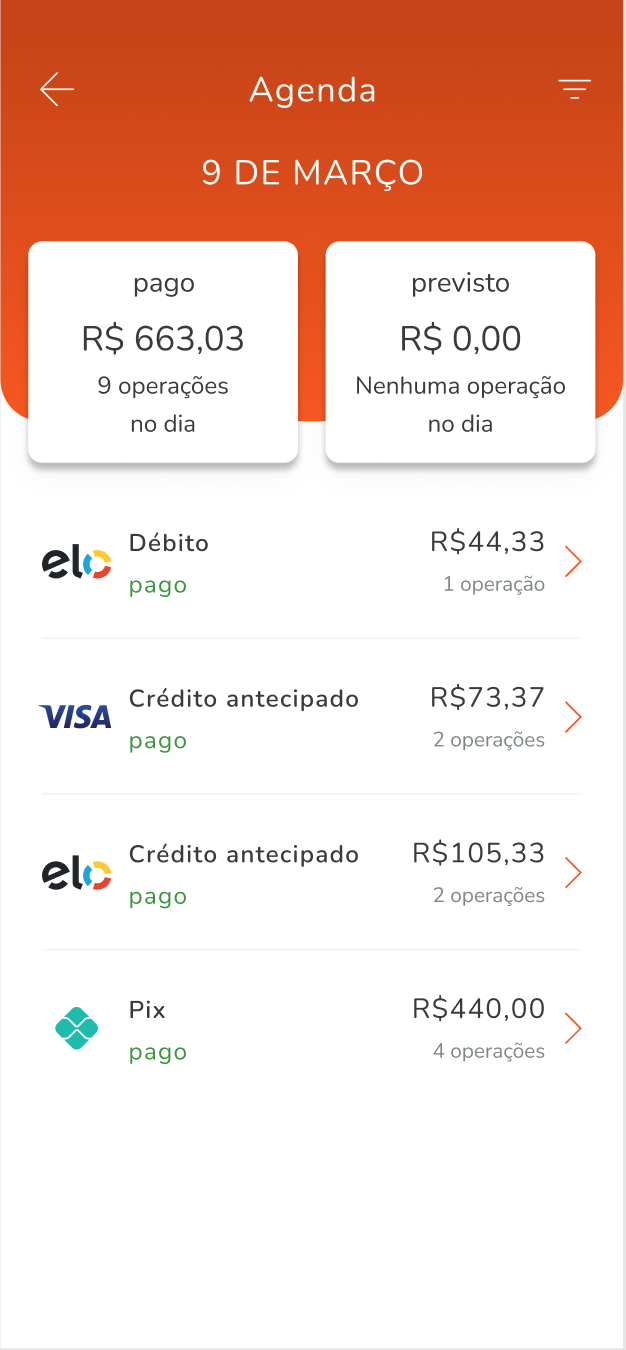 Agenda
9 DE MARÇO
pago
R$ 663,03
9 operações
no dia
previsto
R$ 0,00
Nenhuma operação
no dia
elo
Débito
R$44,33
pago
1 operação
VISA
Crédito antecipado
R$73,37
pago
2 operações
elo
Crédito antecipado
R$105,33
pago
2 operações
Pix
R$440,00
pago
4 operações